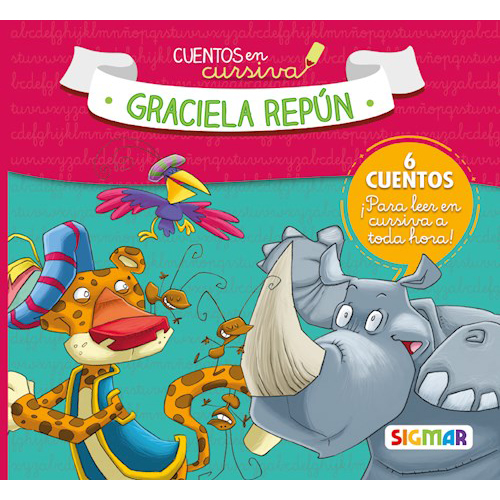 CUENTOS en
cursiva
GRACIELA REPÚN
6
CUENTOS
¡Para leer en
cursiva a
toda hora!
SIGMAR